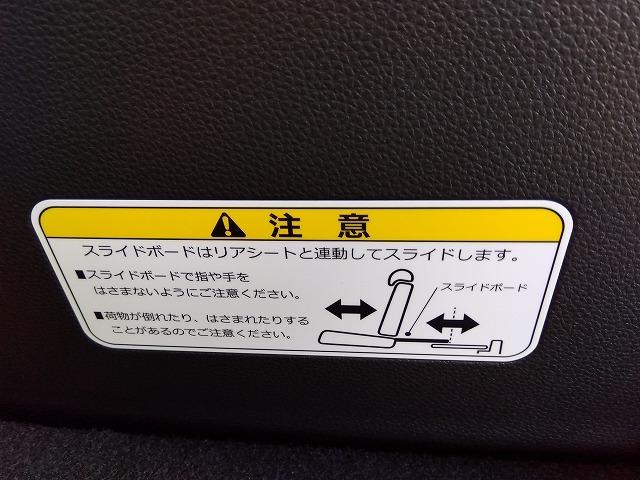 注意
スライドボードはリアシートと連動してスライドします。
■スライドボードで指や手を
はさまないようにご注意ください。
■荷物が倒れたり、はさまれたりする
ことがあるのでご注意ください。
スライドボード